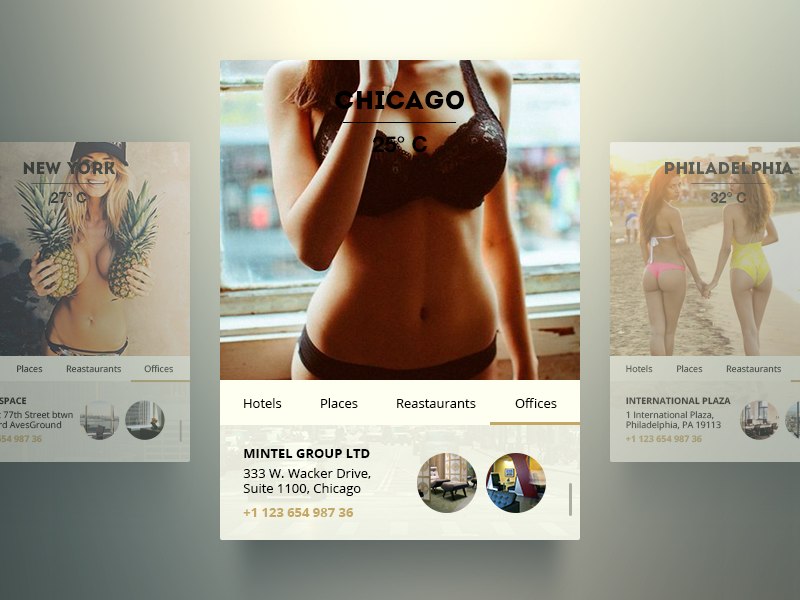 NEW YORK
27° C
Places Reastaurants Offices
SPACE
77th Street btwn
rd AvesGround
654 987 36
CHICAGO
25° C
Hotels Places Reastaurants Offices
MINTEL GROUP LTD
333 W. Wacker Drive,
Suite 1100, Chicago
+1 123 654 987 36
PHILADELPHIA
32° C
Hotels Places Reastaurants
INTERNATIONAL PLAZA
1 International Plaza,
Philadelphia, PA 19113
+1 123 654 987 36